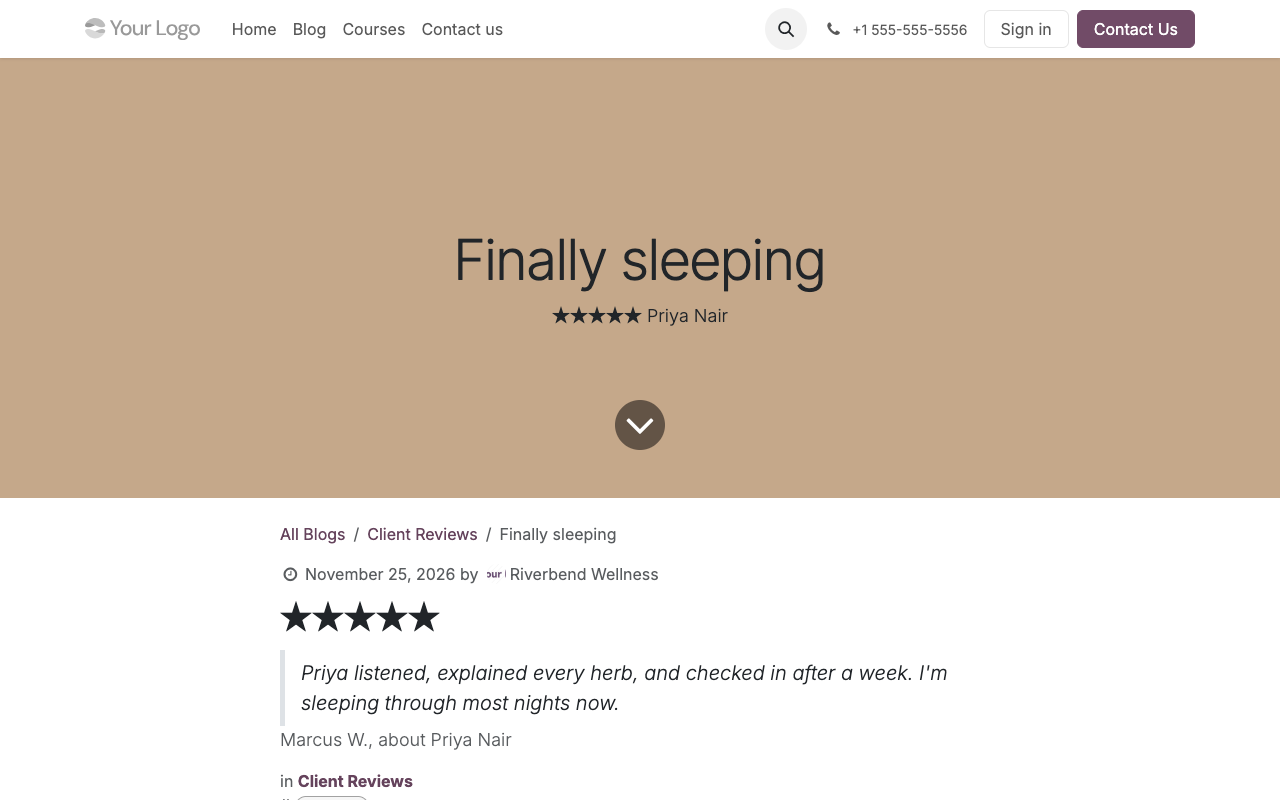 Your Logo Home Blog Courses Contact us +1 555-555-5556 Sign in Contact Us
Finally sleeping
★★★★★ Priya Nair
All Blogs / Client Reviews / Finally sleeping
November 25, 2026 by our Riverbend Wellness
★★★★★
Priya listened, explained every herb, and checked in after a week. I'm
sleeping through most nights now.
Marcus W., about Priya Nair
in Client Reviews